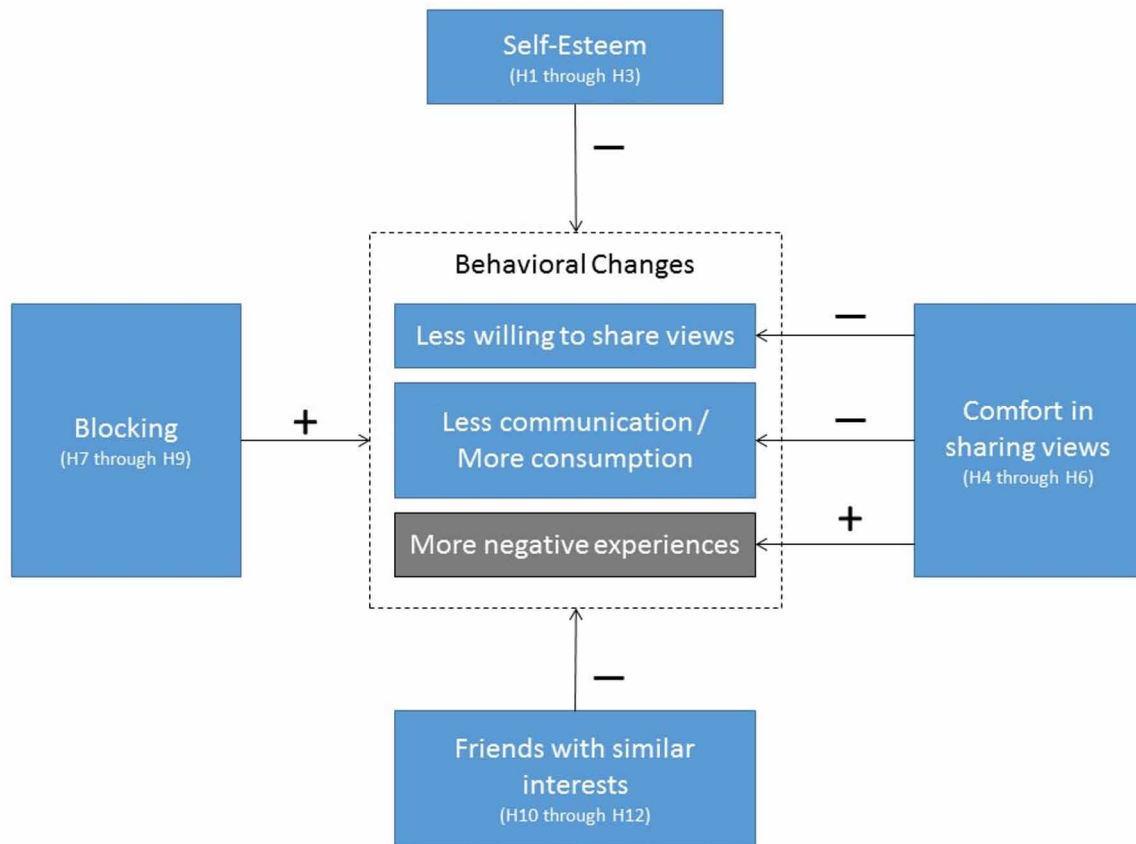 Self-Esteem
(H1 through H3)
—
Behavioral Changes
Less willing to share views
—
Blocking
(H7 through H9)
+
Less communication /
More consumption
—
Comfort in
sharing views
(H4 through H6)
More negative experiences
+
—
Friends with similar
interests
(H10 through H12)